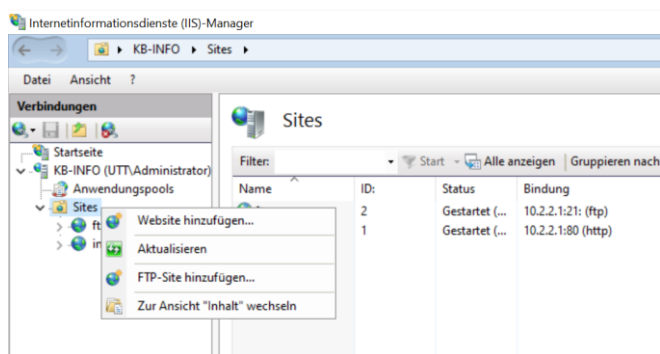 Internetinformationsdienste (IIS)-Manager
KB-INFO Sites
Datei Ansicht ?
Verbindungen
Startseite
KB-INFO (UTT\Administrator)
Anwendungspools
Sites
ft
in
Website hinzufügen...
Aktualisieren
FTP-Site hinzufügen...
Zur Ansicht "Inhalt" wechseln
Sites
Filter: Start Alle anzeigen Gruppieren nach
Name ID: Status Bindung
2 Gestartet (... 10.2.2.1:21: (ftp)
1 Gestartet (... 10.2.2.1:80 (http)